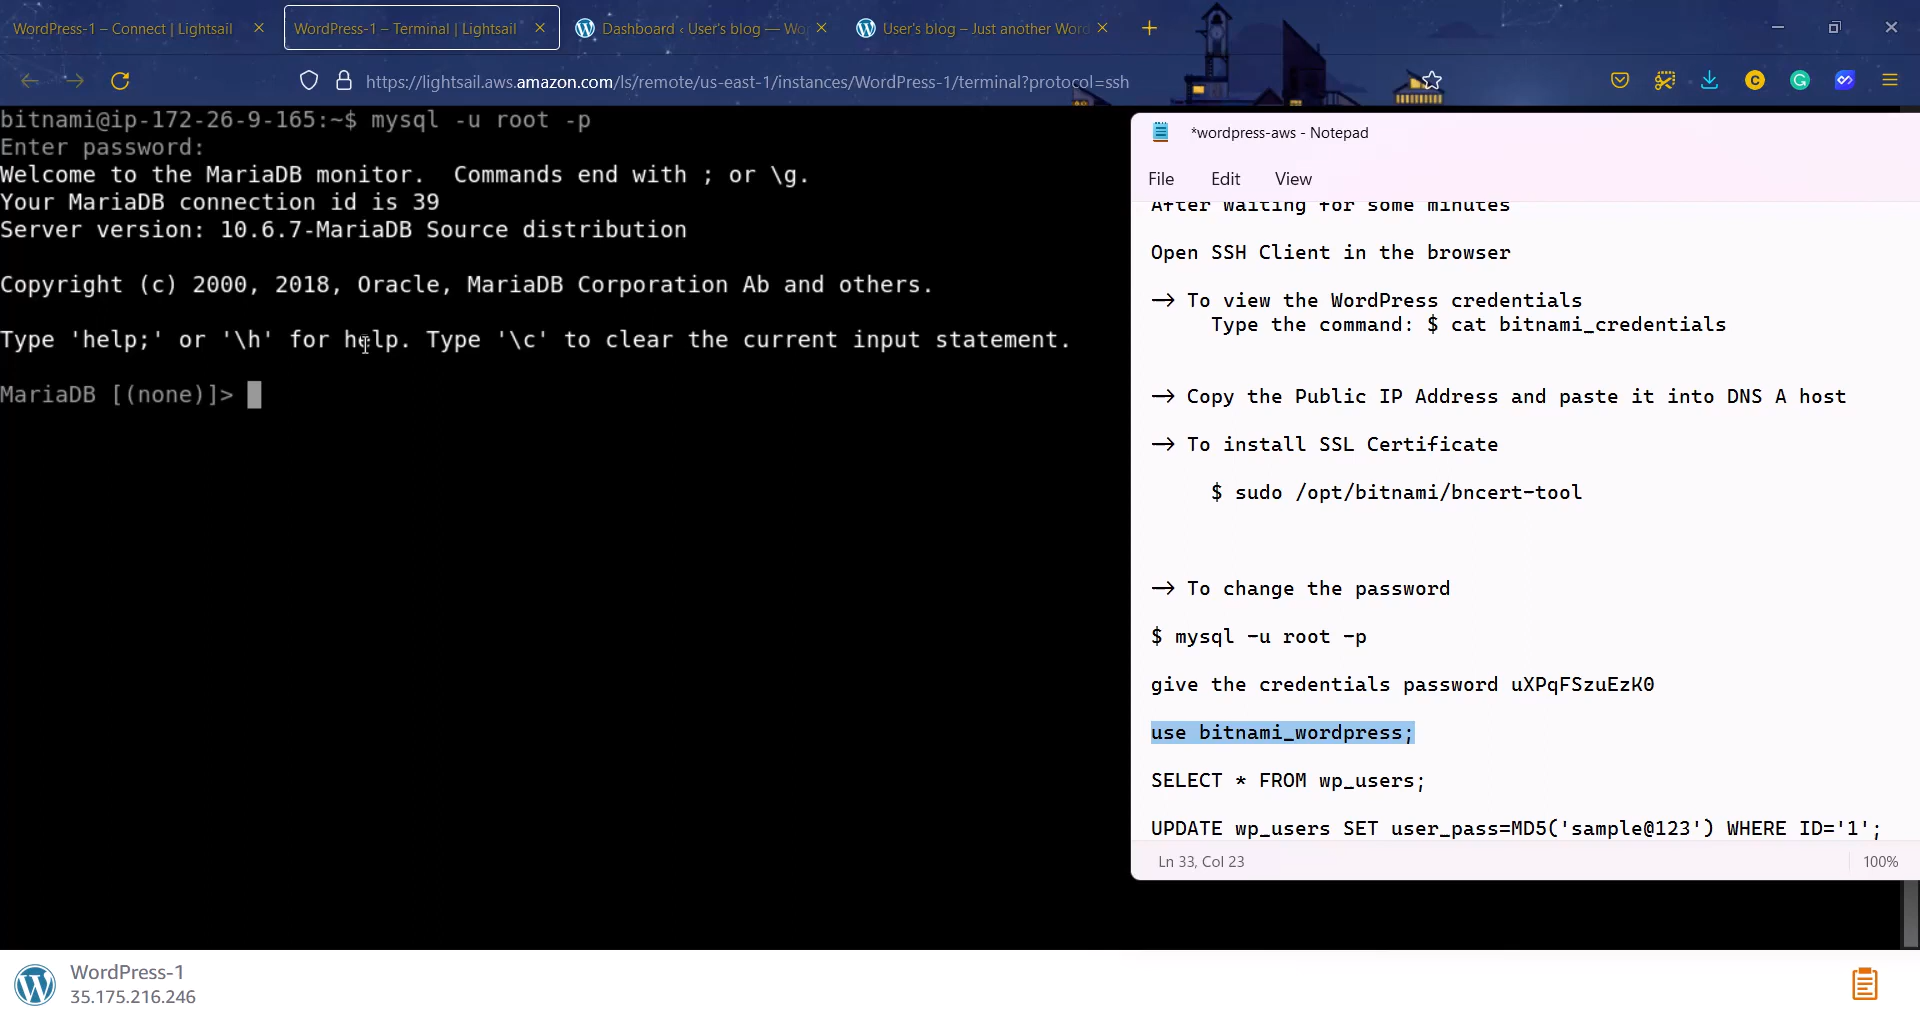 WordPress-1 – Connect | Lightsail
WordPress-1 – Terminal | Lightsail
Dashboard ‹ User's blog — Wo
User's blog – Just another Word
https://lightsail.aws.amazon.com/ls/remote/us-east-1/instances/WordPress-1/terminal?protocol=ssh
bitnami@ip-172-26-9-165:~$ mysql -u root -p
Enter password:
Welcome to the MariaDB monitor.  Commands end with ; or \g.
Your MariaDB connection id is 39
Server version: 10.6.7-MariaDB Source distribution
Copyright (c) 2000, 2018, Oracle, MariaDB Corporation Ab and others.
Type 'help;' or '\h' for help. Type '\c' to clear the current input statement.
MariaDB [(none)]>
*wordpress-aws - Notepad
File Edit View
After waiting for some minutes
Open SSH Client in the browser
→ To view the WordPress credentials
Type the command: $ cat bitnami_credentials
→ Copy the Public IP Address and paste it into DNS A host
→ To install SSL Certificate
$ sudo /opt/bitnami/bncert-tool
→ To change the password
$ mysql -u root -p
give the credentials password uXPqFSzuEzK0
use bitnami_wordpress;
SELECT * FROM wp_users;
UPDATE wp_users SET user_pass=MD5('sample@123') WHERE ID='1';
Ln 33, Col 23
100%
WordPress-1
35.175.216.246